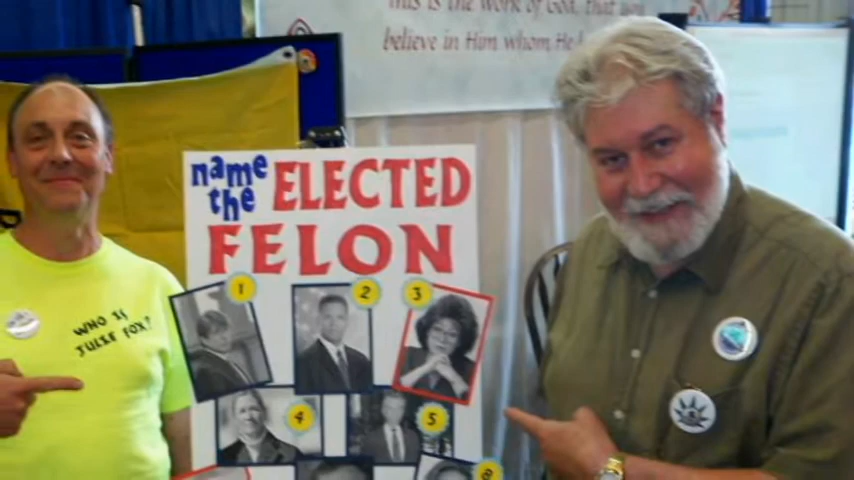 This is the work of God, that you
believe in Him whom He
name
the
ELECTED
FELON
1
2
3
4
5
WHO IS
JULIE FOX?